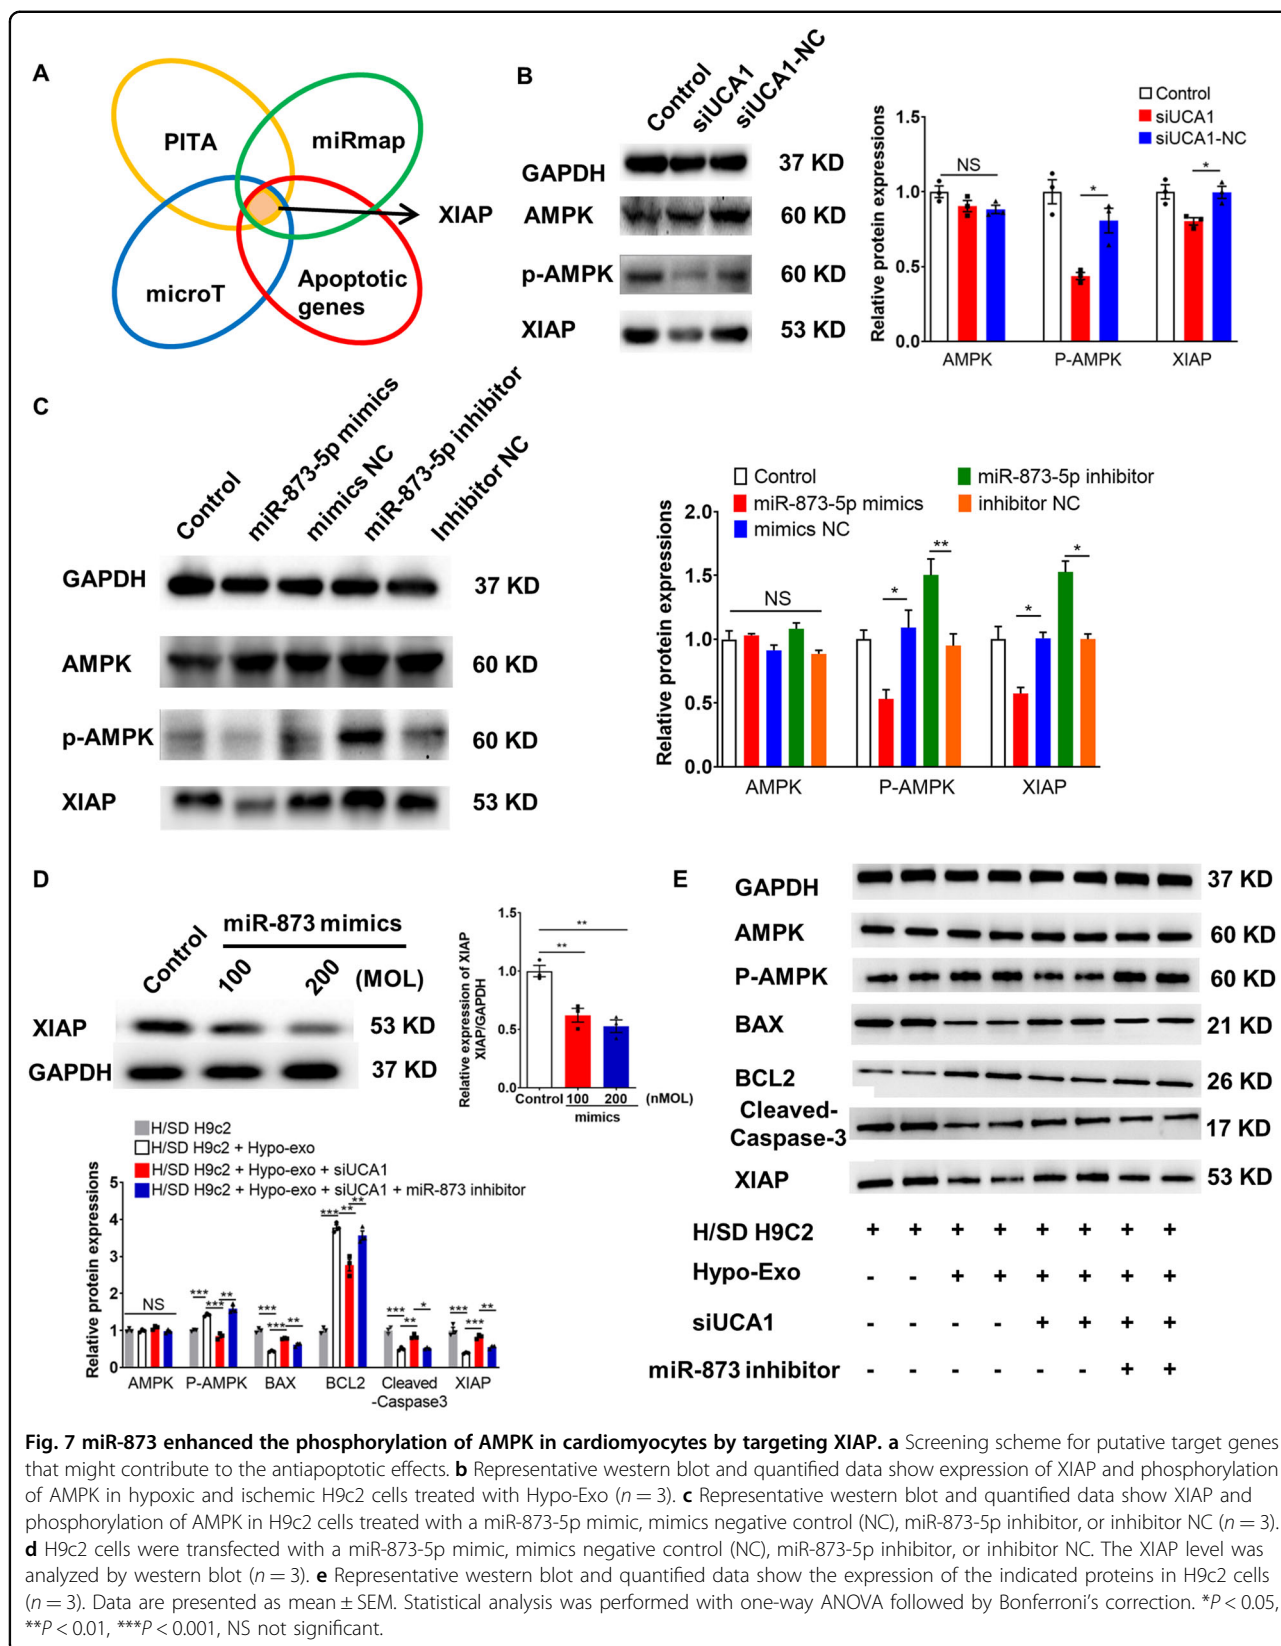 A
PITA
miRmap
microT
Apoptotic
genes
XIAP
B
Control
siUCA1
siUCA1-NC
GAPDH
37 KD
AMPK
60 KD
p-AMPK
60 KD
XIAP
53 KD
Control
siUCA1
siUCA1-NC
Relative protein expressions
1.5
1.0
0.5
0.0
NS
*
*
AMPK
P-AMPK
XIAP
C
Control
miR-873-5p mimics
mimics NC
miR-873-5p inhibitor
Inhibitor NC
GAPDH
37 KD
AMPK
60 KD
p-AMPK
60 KD
XIAP
53 KD
Control
miR-873-5p mimics
mimics NC
miR-873-5p inhibitor
inhibitor NC
Relative protein expressions
2.0
1.5
1.0
0.5
0.0
NS
*
**
*
*
AMPK
P-AMPK
XIAP
D
Control
miR-873 mimics
100
200
(MOL)
XIAP
53 KD
GAPDH
37 KD
Relative expression of XIAP
XIAP/GAPDH
1.5
1.0
0.5
0.0
**
**
Control
100
200
(nMOL)
mimics
H/SD H9c2
H/SD H9c2 + Hypo-exo
H/SD H9c2 + Hypo-exo + siUCA1
H/SD H9c2 + Hypo-exo + siUCA1 + miR-873 inhibitor
Relative protein expressions
5
4
3
2
1
0
NS
*** *** **
*** *** **
*** ** **
*** ** *
*** *** **
AMPK
P-AMPK
BAX
BCL2
Cleaved
-Caspase3
XIAP
E
GAPDH
37 KD
AMPK
60 KD
P-AMPK
60 KD
BAX
21 KD
BCL2
26 KD
Cleaved-
Caspase-3
17 KD
XIAP
53 KD
H/SD H9C2 + + + + + + + +
Hypo-Exo - - + + + + + +
siUCA1 - - - - + + + +
miR-873 inhibitor - - - - - - + +
Fig. 7 miR-873 enhanced the phosphorylation of AMPK in cardiomyocytes by targeting XIAP. a Screening scheme for putative target genes
that might contribute to the antiapoptotic effects. b Representative western blot and quantified data show expression of XIAP and phosphorylation
of AMPK in hypoxic and ischemic H9c2 cells treated with Hypo-Exo (n = 3). c Representative western blot and quantified data show XIAP and
phosphorylation of AMPK in H9c2 cells treated with a miR-873-5p mimic, mimics negative control (NC), miR-873-5p inhibitor, or inhibitor NC (n = 3).
d H9c2 cells were transfected with a miR-873-5p mimic, mimics negative control (NC), miR-873-5p inhibitor, or inhibitor NC. The XIAP level was
analyzed by western blot (n = 3). e Representative western blot and quantified data show the expression of the indicated proteins in H9c2 cells
(n = 3). Data are presented as mean ± SEM. Statistical analysis was performed with one-way ANOVA followed by Bonferroni's correction. *P < 0.05,
**P < 0.01, ***P < 0.001, NS not significant.